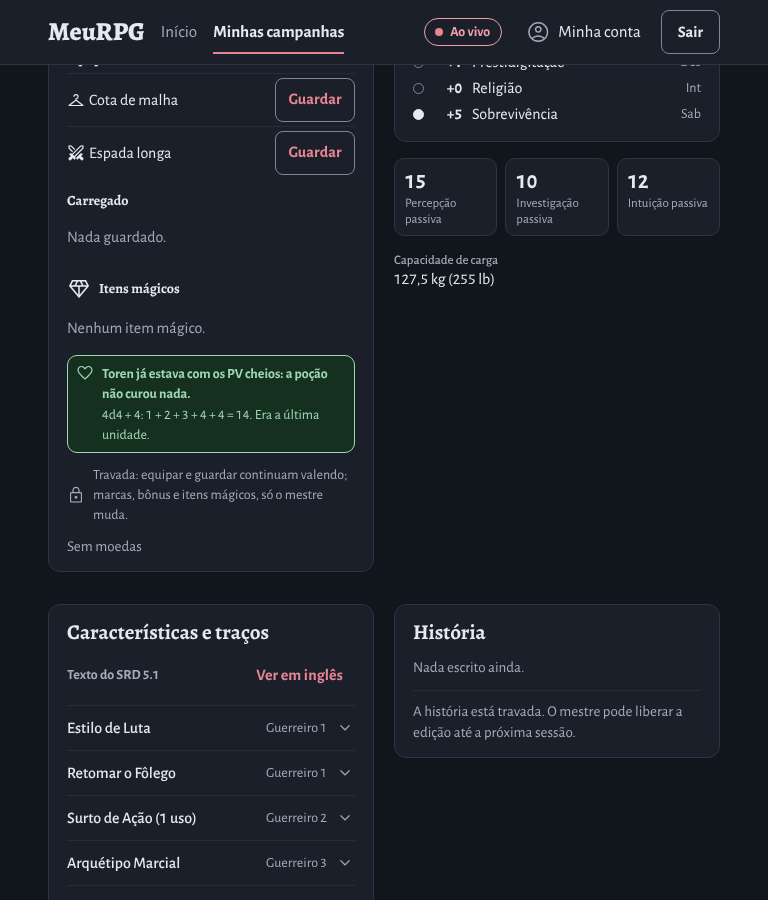 MeuRPG
Início
Minhas campanhas
Ao vivo
Minha conta
Sair
Cota de malha
Guardar
Espada longa
Guardar
Carregado
Nada guardado.
Itens mágicos
Nenhum item mágico.
Toren já estava com os PV cheios: a poção
não curou nada.
4d4 + 4: 1 + 2 + 3 + 4 + 4 = 14. Era a última
unidade.
Travada: equipar e guardar continuam valendo;
marcas, bônus e itens mágicos, só o mestre
muda.
Sem moedas
+0 Religião Int
+5 Sobrevivência Sab
15
Percepção
passiva
10
Investigação
passiva
12
Intuição passiva
Capacidade de carga
127,5 kg (255 lb)
Características e traços
Texto do SRD 5.1
Ver em inglês
Estilo de Luta Guerreiro 1
Retomar o Fôlego Guerreiro 1
Surto de Ação (1 uso) Guerreiro 2
Arquétipo Marcial Guerreiro 3
História
Nada escrito ainda.
A história está travada. O mestre pode liberar a
edição até a próxima sessão.